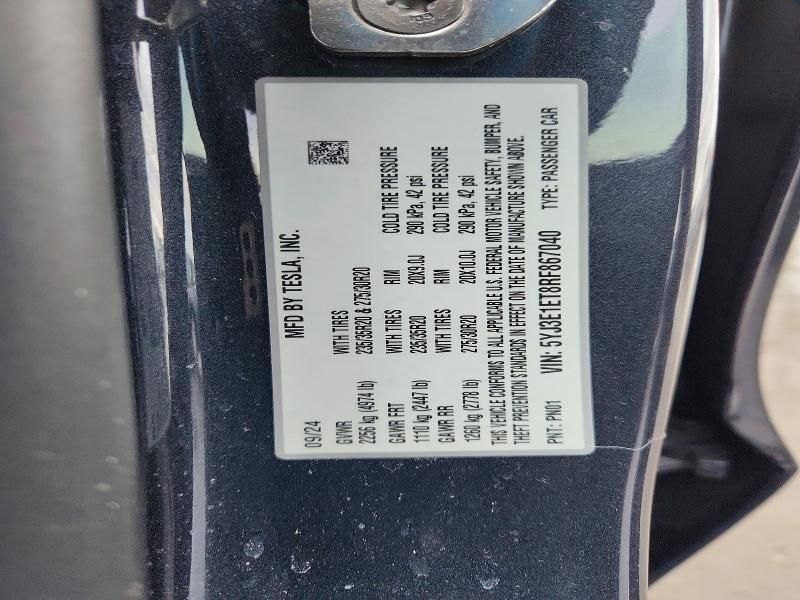 MFD BY TESLA, INC.
09/24
GVWR WITH TIRES
2256 kg (4974 lb) 235/35R20 & 275/30R20
GAWR FRT WITH TIRES RIM COLD TIRE PRESSURE
1110 kg (2447 lb) 235/35R20 20X9.0J 290 kPa, 42 psi
GAWR RR WITH TIRES RIM COLD TIRE PRESSURE
1260 kg (2778 lb) 275/30R20 20X10.0J 290 kPa, 42 psi
THIS VEHICLE CONFORMS TO ALL APPLICABLE U.S. FEDERAL MOTOR VEHICLE SAFETY, BUMPER, AND
THEFT PREVENTION STANDARDS IN EFFECT ON THE DATE OF MANUFACTURE SHOWN ABOVE.
PNT: PN01 VIN: 5YJ3E1ET8RF867040 TYPE: PASSENGER CAR